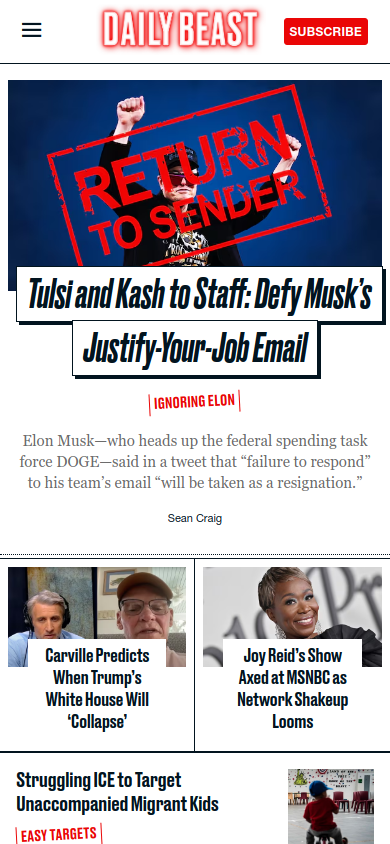 DAILY BEAST
SUBSCRIBE
RETURN
TO SENDER
Tulsi and Kash to Staff: Defy Musk's
Justify-Your-Job Email
IGNORING ELON
Elon Musk—who heads up the federal spending task
force DOGE—said in a tweet that “failure to respond”
to his team’s email “will be taken as a resignation.”
Sean Craig
Carville Predicts
When Trump’s
White House Will
‘Collapse’
Joy Reid’s Show
Axed at MSNBC as
Network Shakeup
Looms
Struggling ICE to Target
Unaccompanied Migrant Kids
EASY TARGETS